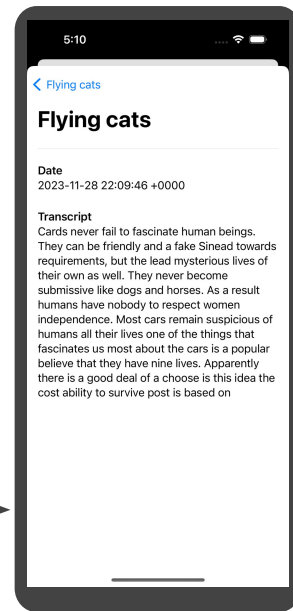 5:10
Flying cats
Flying cats
Date
2023-11-28 22:09:46 +0000
Transcript
Cards never fail to fascinate human beings.
They can be friendly and a fake Sinead towards
requirements, but the lead mysterious lives of
their own as well. They never become
submissive like dogs and horses. As a result
humans have nobody to respect women
independence. Most cars remain suspicious of
humans all their lives one of the things that
fascinates us most about the cars is a popular
believe that they have nine lives. Apparently
there is a good deal of a choose is this idea the
cost ability to survive post is based on